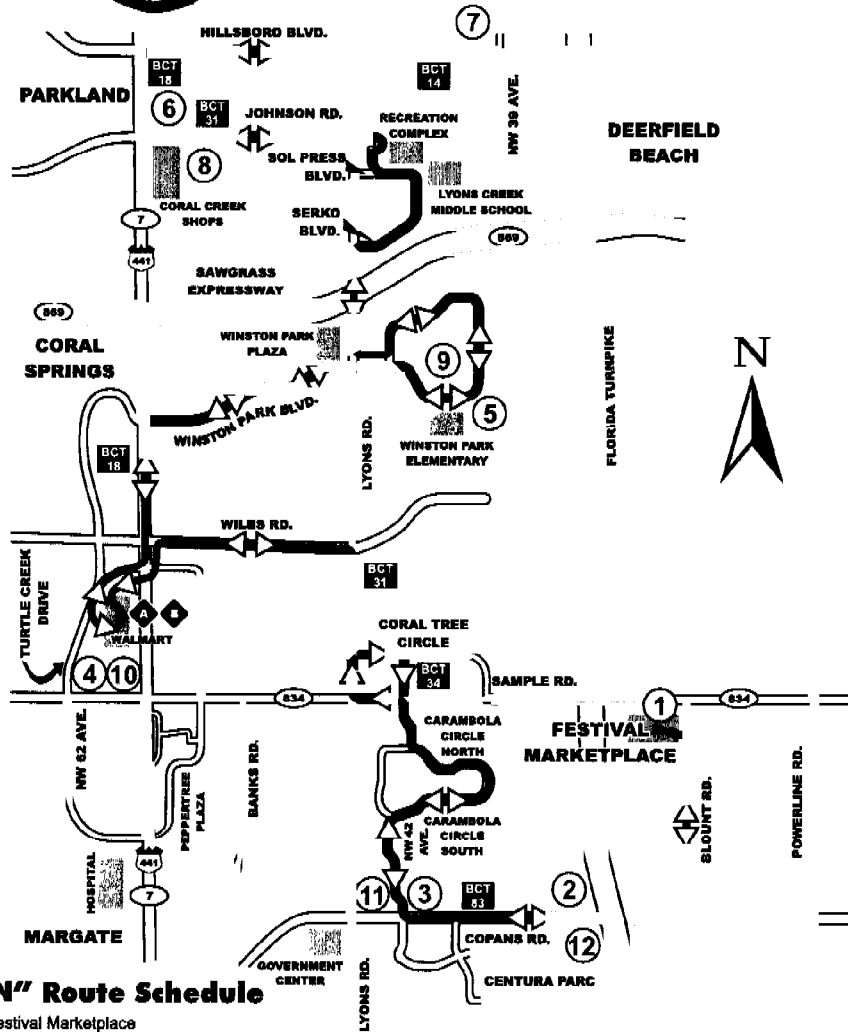 7
HILLSBORO BLVD.
BCT
18
BCT
14
PARKLAND
6
BCT
31
JOHNSON RD.
RECREATION
COMPLEX
NW 39 AVE.
DEERFIELD
BEACH
8
SOL PRESS
BLVD.
LYONS CREEK
MIDDLE SCHOOL
CORAL CREEK
SHOPS
SERKO
BLVD.
7
441
869
SAWGRASS
EXPRESSWAY
869
CORAL
SPRINGS
WINSTON PARK
PLAZA
9
N
WINSTON PARK BLVD.
5
WINSTON PARK
ELEMENTARY
LYONS RD.
FLORIDA TURNPIKE
BCT
18
WILES RD.
BCT
31
TURTLE CREEK
DRIVE
A
B
WALMART
CORAL TREE
CIRCLE
4
10
BCT
34
SAMPLE RD.
834
1
834
FESTIVAL
MARKETPLACE
CARAMBOLA
CIRCLE
NORTH
NW 62 AVE.
PEPPERTREE
PLAZA
BANKS RD.
BLOUNT RD.
POWERLINE RD.
CARAMBOLA
CIRCLE
SOUTH
NW 42
AVE.
441
HOSPITAL
7
11
3
BCT
83
2
MARGATE
COPANS RD.
12
GOVERNMENT
CENTER
LYONS RD.
CENTURA PARC
N” Route Schedule
estival Marketplace